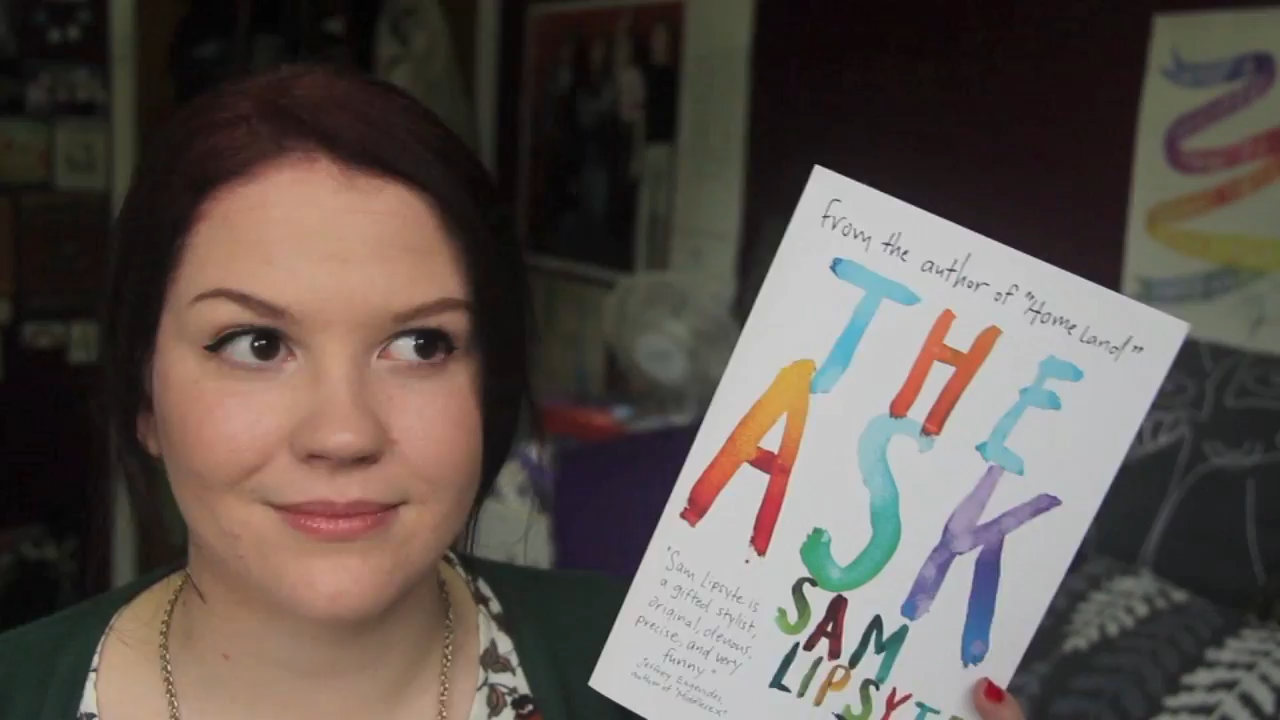 From the author of "Home Land"
THE
ASK
SAM
LIPSYTE
"Sam Lipsyte is
a gifted stylist,
original, devious,
precise, and very
funny."
Jeffrey Eugenides,
author of "Middlesex"